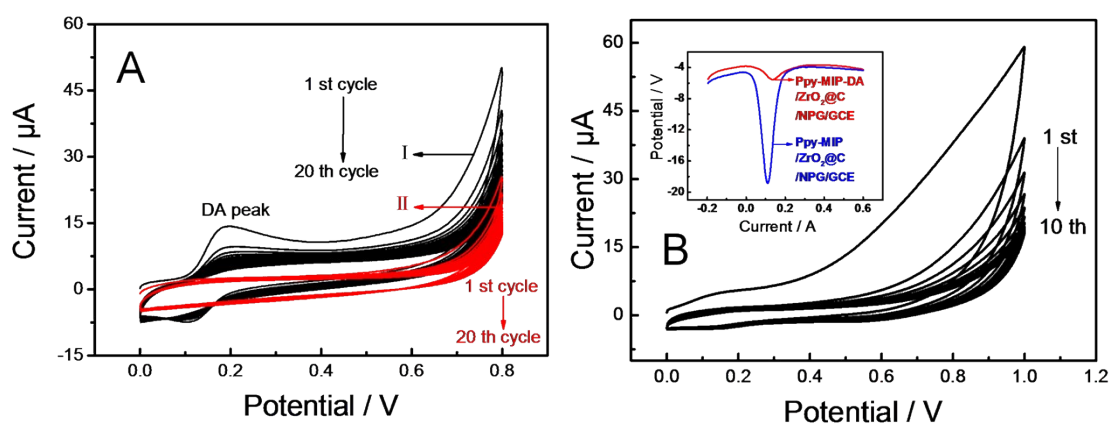 A
60
45
30
15
0
-15
Current / μA
0.0 0.2 0.4 0.6 0.8
Potential / V
1 st cycle
20 th cycle
I
II
DA peak
1 st cycle
20 th cycle
B
60
45
30
15
0
Current / μA
0.0 0.2 0.4 0.6 0.8 1.0
Potential / V
1 st
10 th
-4
-8
-12
-16
-20
Potential / V
-0.2 0.0 0.2 0.4 0.6
Current / A
Ppy-MIP-DA
/ZrO₂@C
/NPG/GCE
Ppy-MIP
/ZrO₂@C
/NPG/GCE